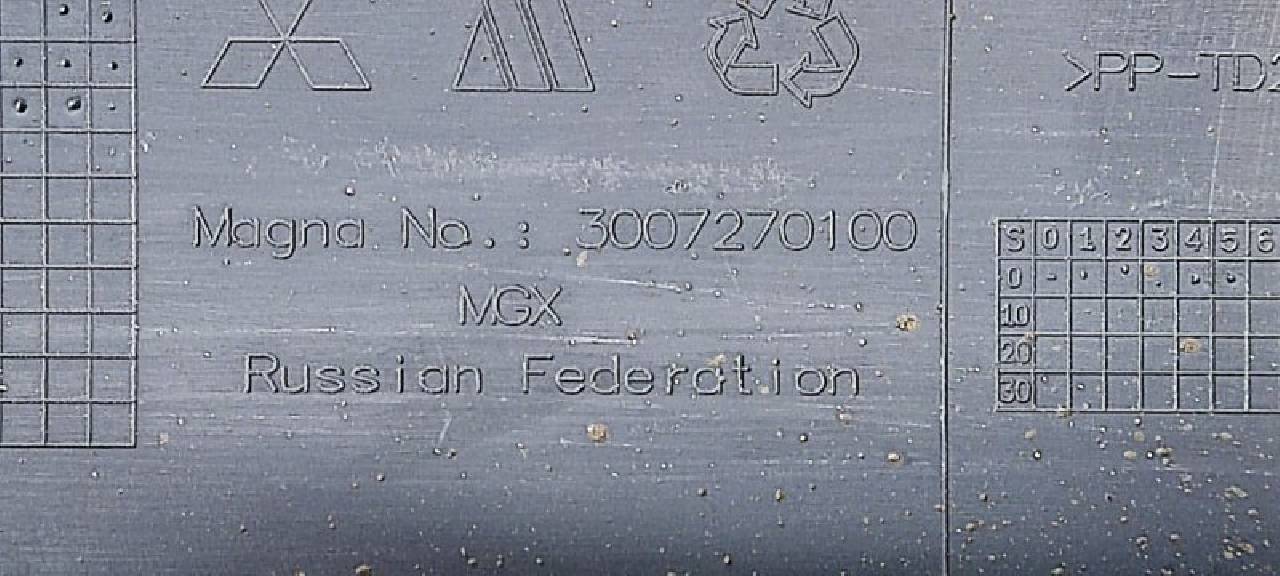 >PP-TD2
Magna No.: 3007270100
MGX
Russian Federation
S 0 1 2 3 4 5 6
0
10
20
30